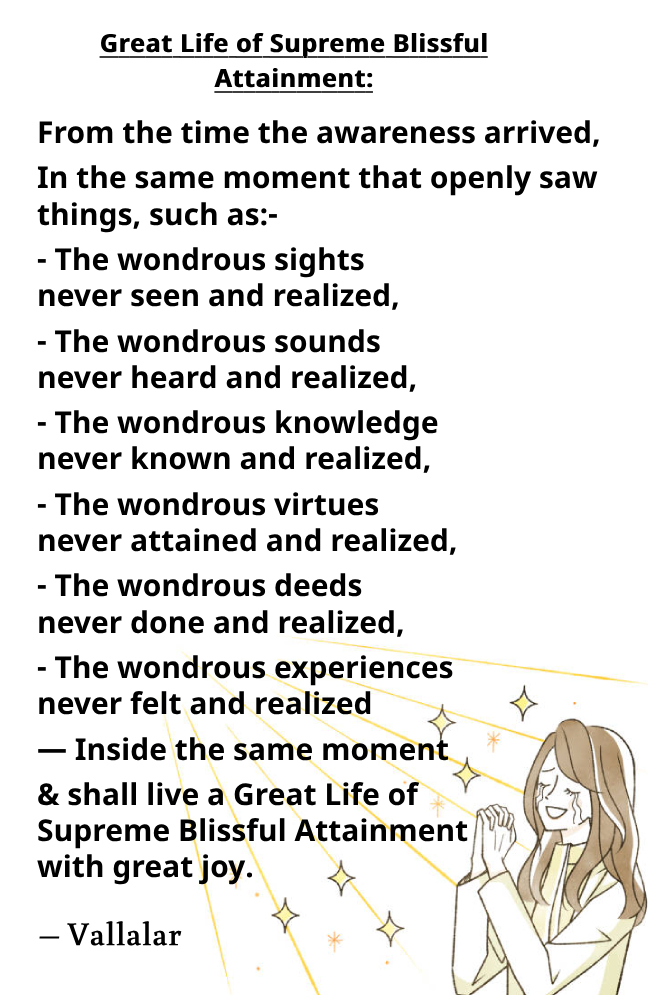 Great Life of Supreme Blissful
Attainment:
From the time the awareness arrived,
In the same moment that openly saw
things, such as:-
- The wondrous sights
never seen and realized,
- The wondrous sounds
never heard and realized,
- The wondrous knowledge
never known and realized,
- The wondrous virtues
never attained and realized,
- The wondrous deeds
never done and realized,
- The wondrous experiences
never felt and realized
— Inside the same moment
& shall live a Great Life of
Supreme Blissful Attainment
with great joy.
— Vallalar